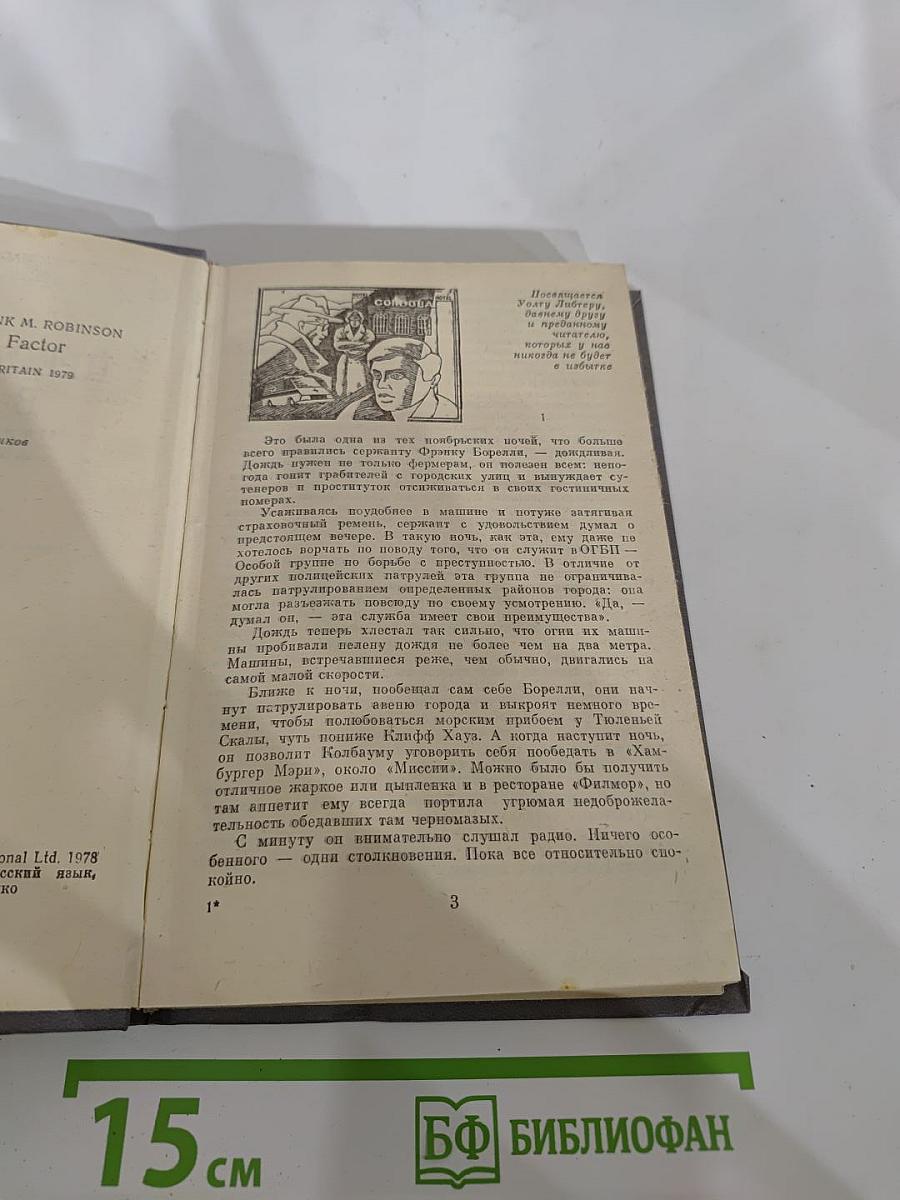 NK M. ROBINSON
Factor
RITAIN 1979
иков
onal Ltd. 1978
сский язык,
ко
CORDOBA
HOTEL
Посвящается
Уолту Либтеру,
давнему другу
и преданному
читателю,
которых у нас
никогда не будет
в избытке
1
Это была одна из тех ноябрьских ночей, что больше
всего нравились сержанту Фрэнку Борелли, — дождливая.
Дождь нужен не только фермерам, он полезен всем: непо-
года гонит грабителей с городских улиц и вынуждает су-
тенеров и проституток отсиживаться в своих гостиничных
номерах.
Усаживаясь поудобнее в машине и потуже затягивая
страховочный ремень, сержант с удовольствием думал о
предстоящем вечере. В такую ночь, как эта, ему даже не
хотелось ворчать по поводу того, что он служит в ОГБП —
Особой группе по борьбе с преступностью. В отличие от
других полицейских патрулей эта группа не ограничива-
лась патрулированием определенных районов города: она
могла разъезжать повсюду по своему усмотрению. «Да, —
думал он, — эта служба имеет свои преимущества».
Дождь теперь хлестал так сильно, что огни их маши-
ны пробивали пелену дождя не более чем на два метра.
Машины, встречавшиеся реже, чем обычно, двигались на
самой малой скорости.
Ближе к ночи, пообещал сам себе Борелли, они нач-
нут патрулировать авеню города и выкроят немного вре-
мени, чтобы полюбоваться морским прибоем у Тюленьей
Скалы, чуть пониже Клифф Хауз. А когда наступит ночь,
он позволит Колбауму уговорить себя пообедать в «Хам-
бургер Мэри», около «Миссии». Можно было бы получить
отличное жаркое или цыпленка и в ресторане «Филмор», но
там аппетит ему всегда портила угрюмая недоброжела-
тельность обедавших там черномазых.
С минуту он внимательно слушал радио. Ничего осо-
бенного — одни столкновения. Пока все относительно спо-
койно.
1*
3
15 см
БФ БИБЛИОФАН